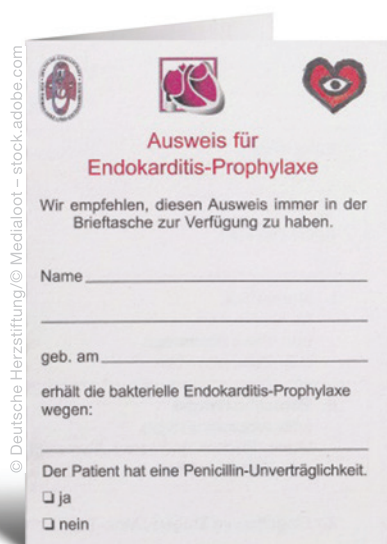 Ausweis für
Endokarditis-Prophylaxe
Wir empfehlen, diesen Ausweis immer in der
Brieftasche zur Verfügung zu haben.
Name
geb. am
erhält die bakterielle Endokarditis-Prophylaxe
wegen:
Der Patient hat eine Penicillin-Unverträglichkeit.
ja
nein
© Deutsche Herzstiftung/© Medialoot – stock.adobe.com